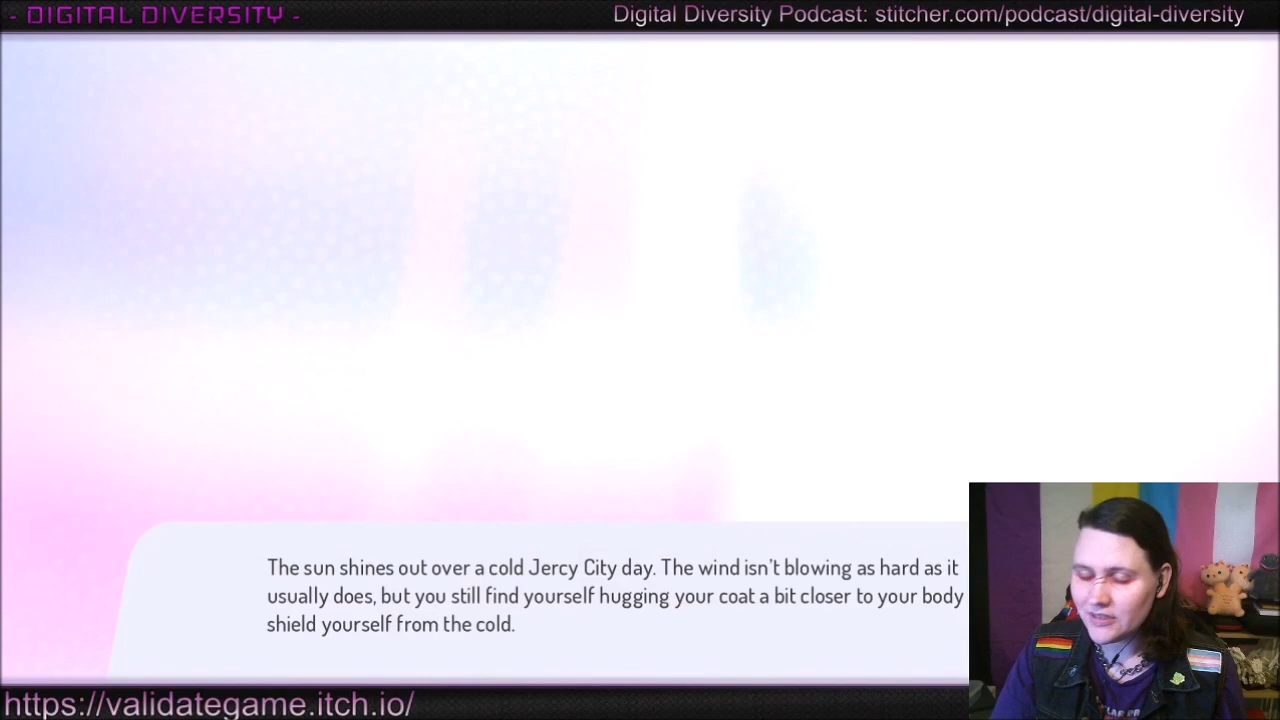 - DIGITAL DIVERSITY -
Digital Diversity Podcast: stitcher.com/podcast/digital-diversity
The sun shines out over a cold Jercy City day. The wind isn't blowing as hard as it
usually does, but you still find yourself hugging your coat a bit closer to your body
shield yourself from the cold.
https://validategame.itch.io/